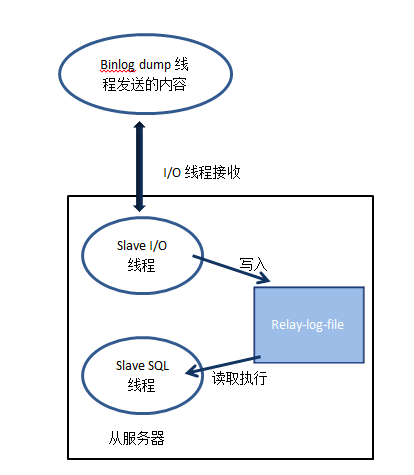 Binlog dump 线
程发送的内容
I/O 线程接收
Slave I/O
线程
写入
Relay-log-file
Slave SQL
线程
读取执行
从服务器